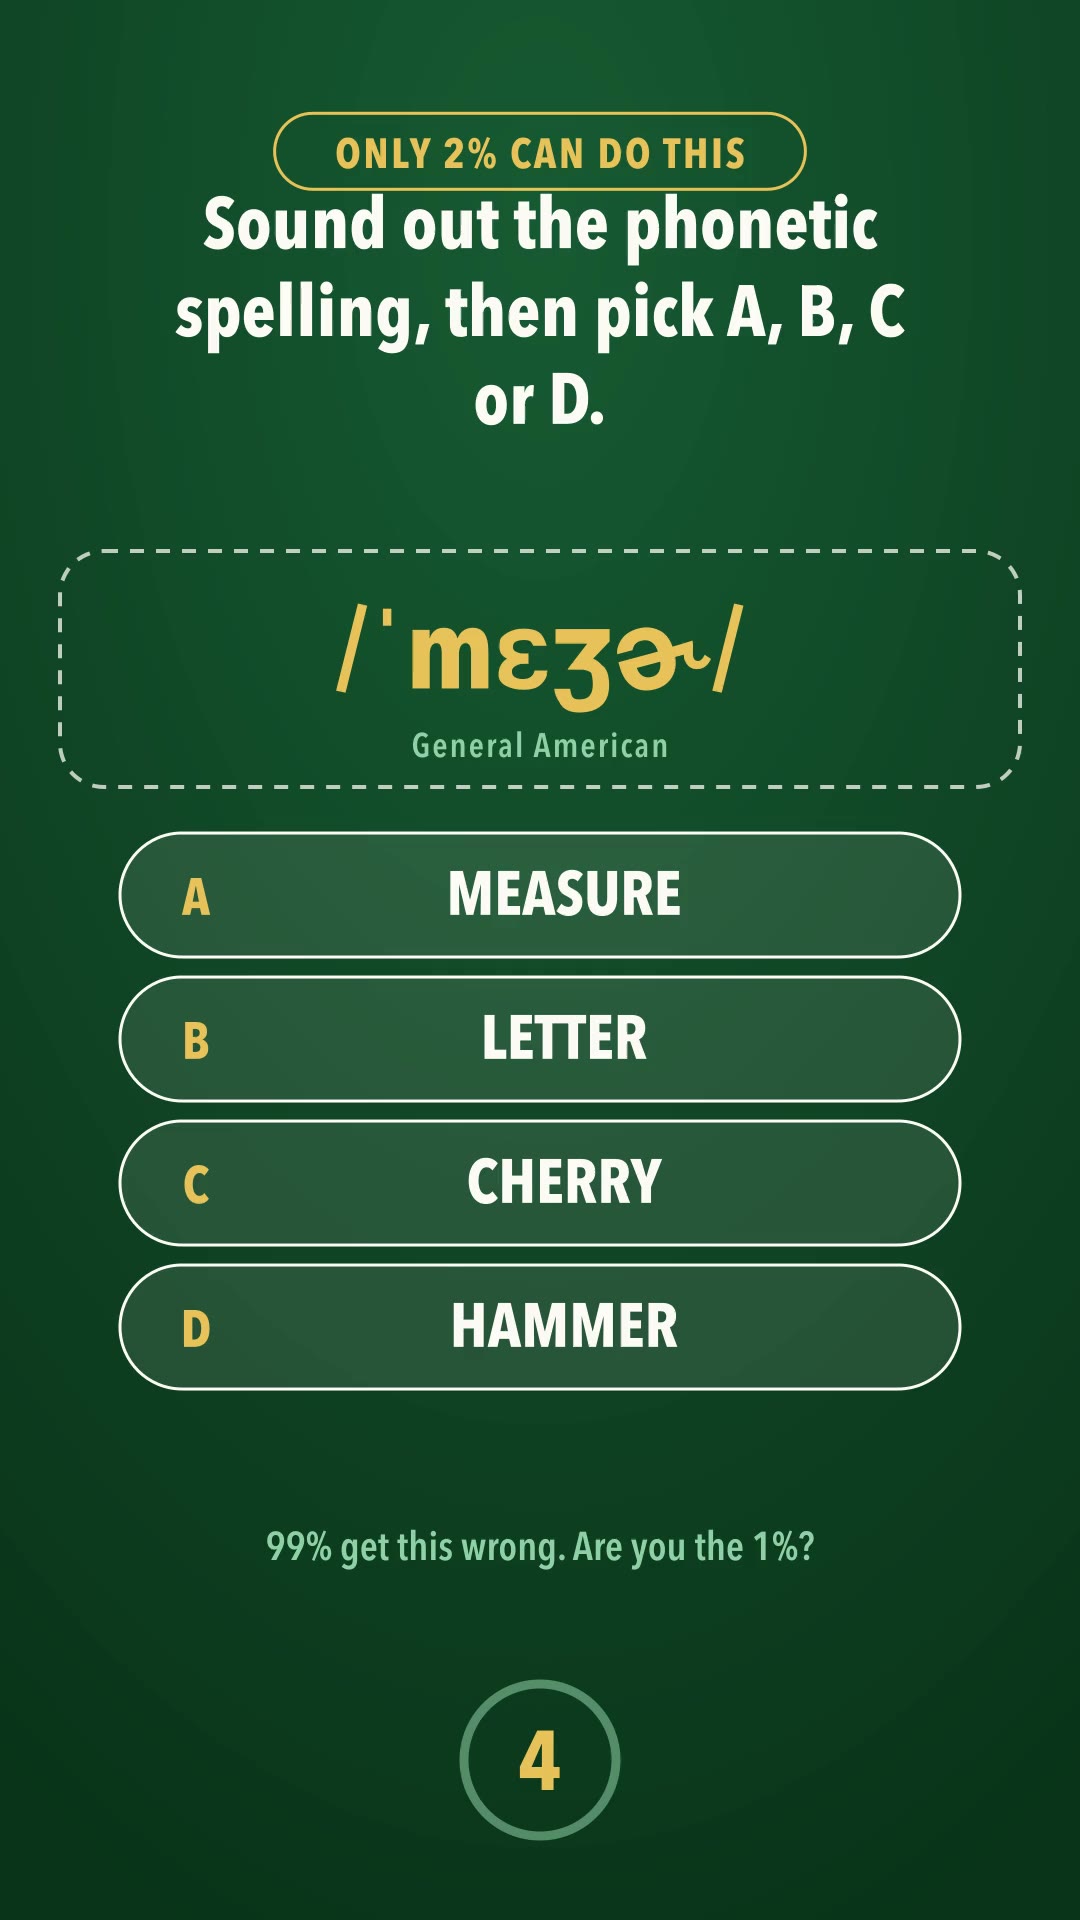 ONLY 2% CAN DO THIS
Sound out the phonetic
spelling, then pick A, B, C
or D.
/ˈmɛʒɚ/
General American
A MEASURE
B LETTER
C CHERRY
D HAMMER
99% get this wrong. Are you the 1%?
4